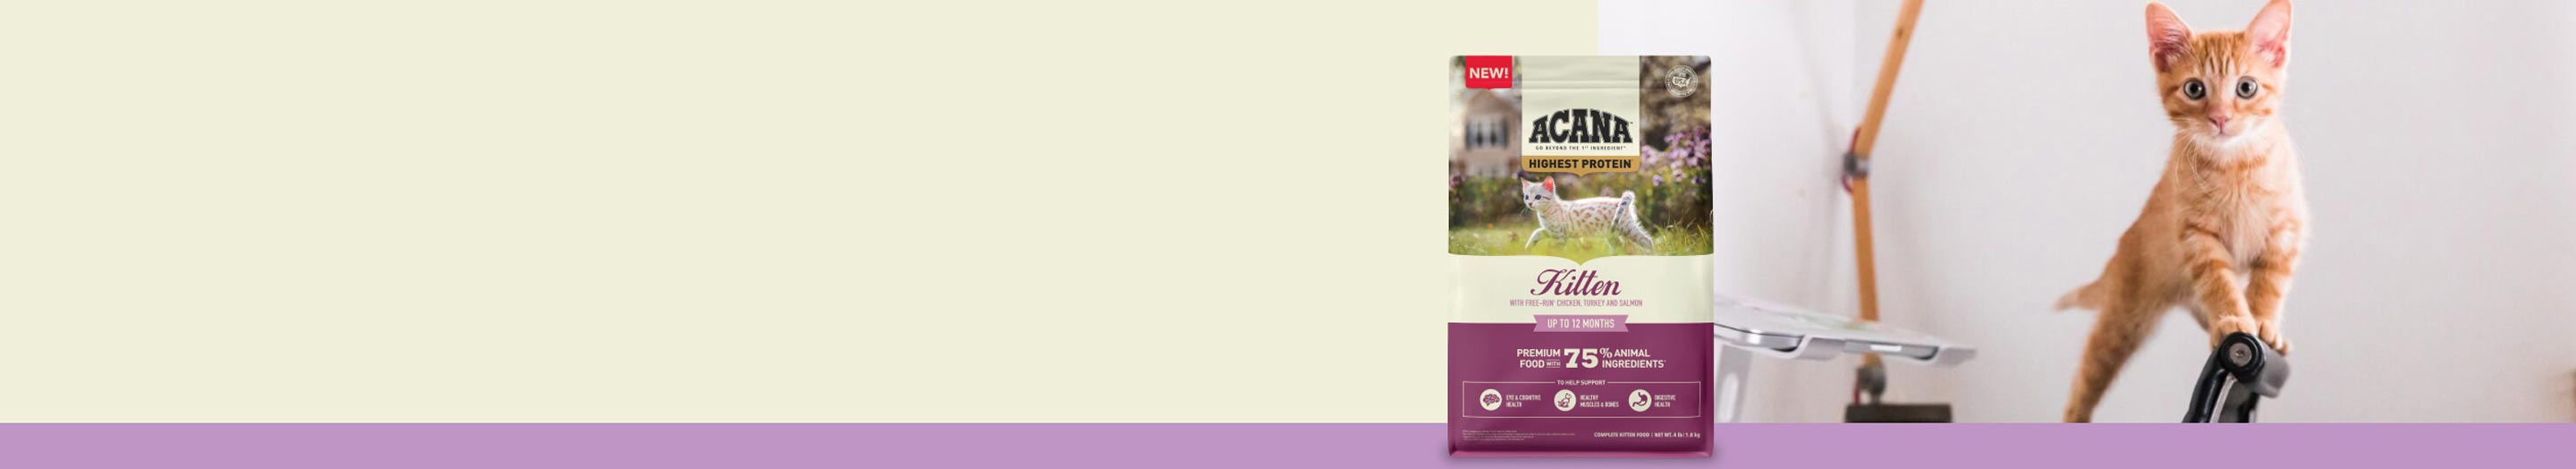 NEW!
USA
ACANA
GO BEYOND THE 1ST INGREDIENT™
HIGHEST PROTEIN
Kitten
WITH FREE-RUN* CHICKEN, TURKEY AND SALMON
UP TO 12 MONTHS
PREMIUM FOOD WITH 75% ANIMAL INGREDIENTS*
TO HELP SUPPORT
EYE & COGNITIVE HEALTH
HEALTHY MUSCLES & BONES
DIGESTIVE HEALTH
COMPLETE KITTEN FOOD | NET WT. 4 lb/ 1.8 kg